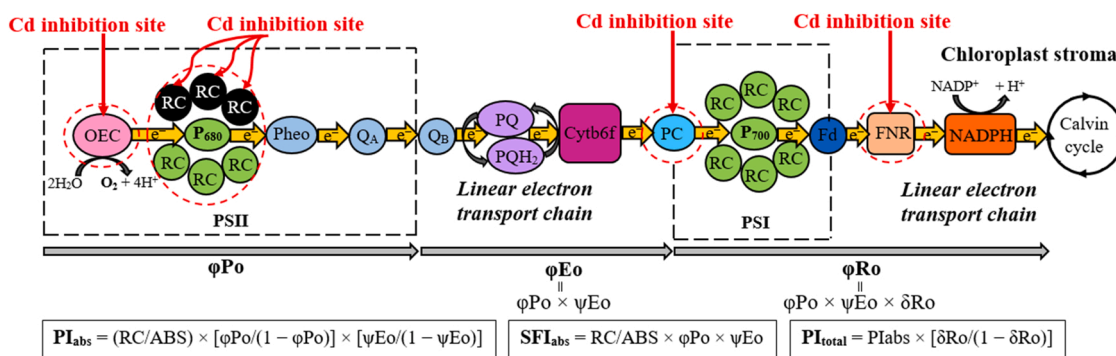 Cd inhibition site
Cd inhibition site
Cd inhibition site
Cd inhibition site
Chloroplast stroma
NADP⁺ + H⁺
RC RC RC
RC RC RC
OEC e⁻ P₆₈₀ e⁻ Pheo e⁻ Q_A e⁻ Q_B e⁻ PQ e⁻ Cytb6f e⁻ PC e⁻ P₇₀₀ e⁻ Fd e⁻ FNR e⁻ NADPH e⁻ Calvin
cycle
PQH₂
2H₂O O₂ + 4H⁺
RC RC RC
RC RC RC
Linear electron
transport chain
Linear electron
transport chain
PSII
PSI
φPo
φEo
φRo
=
=
φPo × ψEo
φPo × ψEo × δRo
PI_abs = (RC/ABS) × [φPo/(1 − φPo)] × [ψEo/(1 − ψEo)]
SFI_abs = RC/ABS × φPo × ψEo
PI_total = PIabs × [δRo/(1 − δRo)]